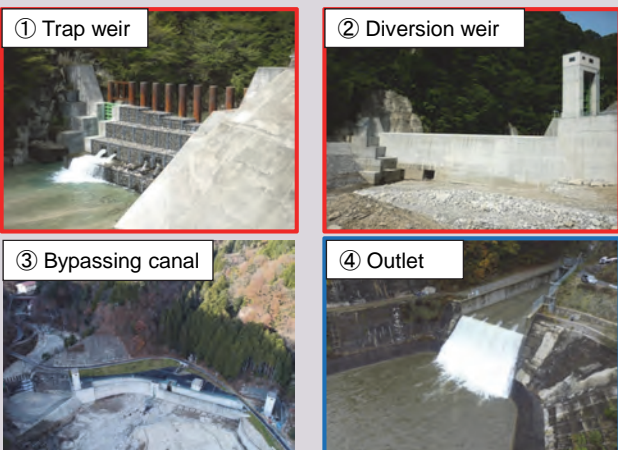 ① Trap weir
② Diversion weir
③ Bypassing canal
④ Outlet